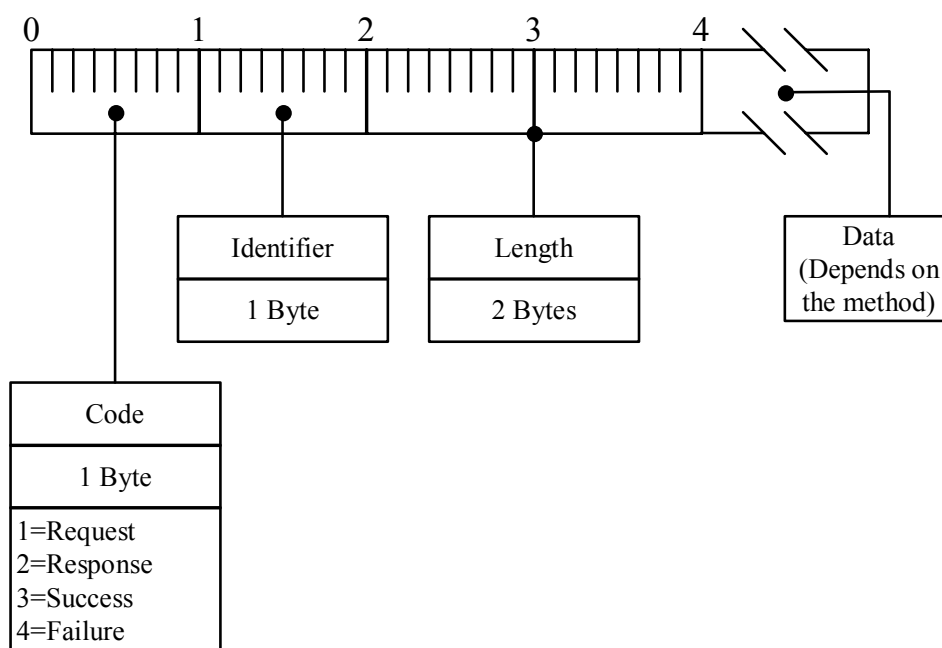 0 1 2 3 4
Identifier
1 Byte
Length
2 Bytes
Data
(Depends on
the method)
Code
1 Byte
1=Request
2=Response
3=Success
4=Failure